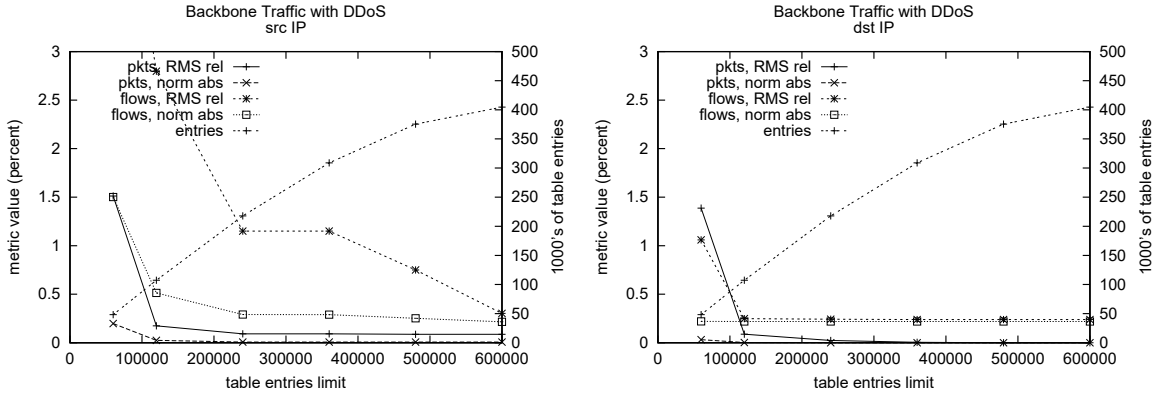 Backbone Traffic with DDoS
src IP
3
2.5
2
1.5
1
0.5
0
metric value (percent)
pkts, RMS rel
pkts, norm abs
flows, RMS rel
flows, norm abs
entries
500
450
400
350
300
250
200
150
100
50
0
1000's of table entries
0 100000 200000 300000 400000 500000 600000
table entries limit
Backbone Traffic with DDoS
dst IP
3
2.5
2
1.5
1
0.5
0
metric value (percent)
pkts, RMS rel
pkts, norm abs
flows, RMS rel
flows, norm abs
entries
500
450
400
350
300
250
200
150
100
50
0
1000's of table entries
0 100000 200000 300000 400000 500000 600000
table entries limit